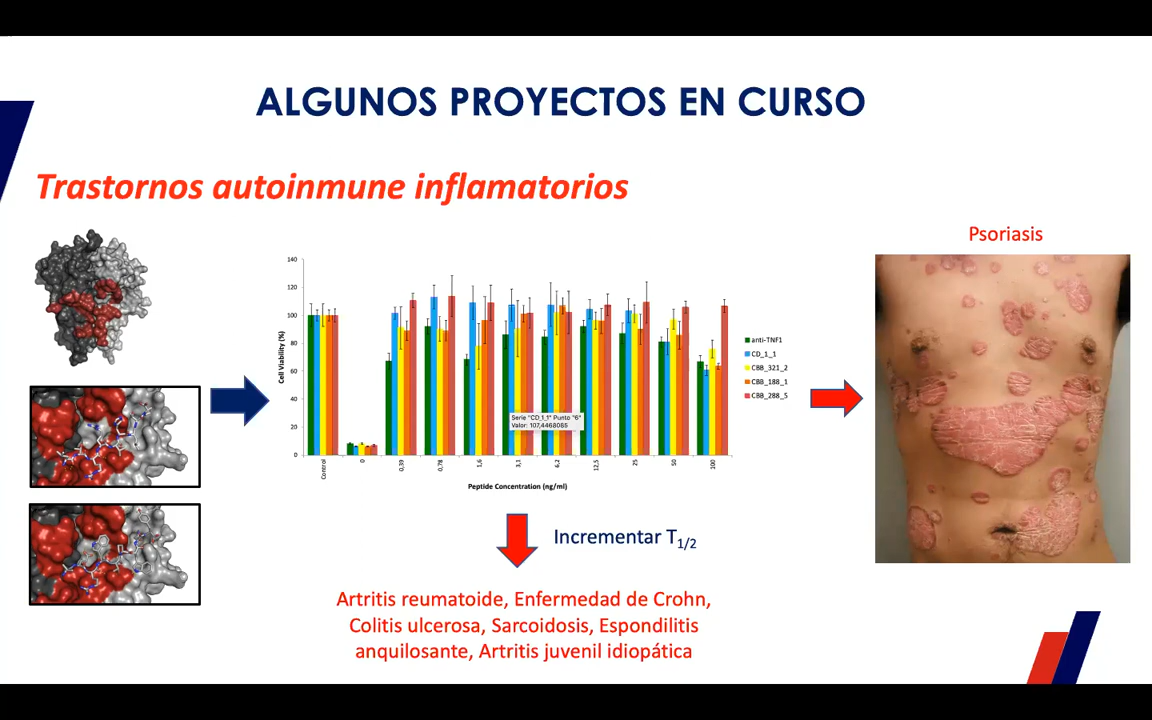 ALGUNOS PROYECTOS EN CURSO
Trastornos autoinmune inflamatorios
Psoriasis
140
120
100
80
60
40
20
0
Cell Viability (%)
Control
0
0,39
0,78
1,6
3,1
6,2
12,5
25
50
100
Peptide Concentration (ng/ml)
Serie "CD_1_1" Punto "6"
Valor: 107,4468085
anti-TNF1
CD_1_1
CBB_321_2
CBB_188_1
CBB_288_5
Incrementar T1/2
Artritis reumatoide, Enfermedad de Crohn,
Colitis ulcerosa, Sarcoidosis, Espondilitis
anquilosante, Artritis juvenil idiopática